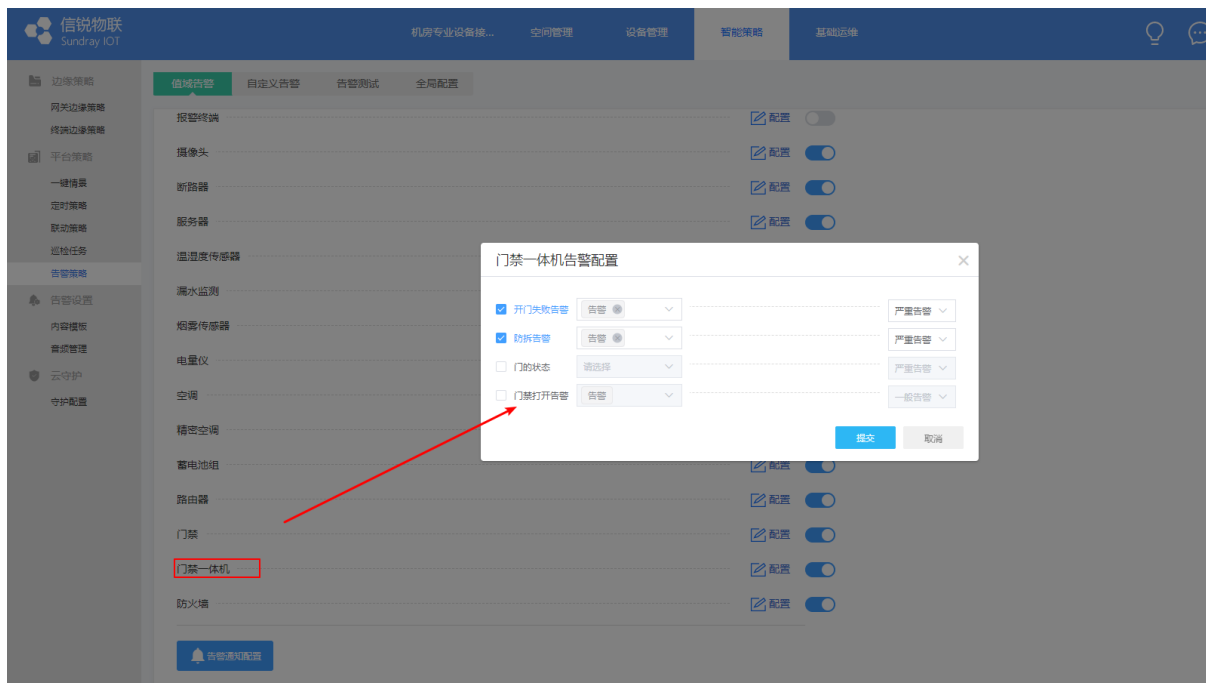 信锐物联
Sundray IOT
机房专业设备接... 空间管理 设备管理 智能策略 基础运维
边缘策略
网关边缘策略
终端边缘策略
平台策略
一键情景
定时策略
联动策略
巡检任务
告警策略
告警设置
内容模板
音频管理
云守护
守护配置
值域告警 自定义告警 告警测试 全局配置
报警终端 配置
摄像头 配置
断路器 配置
服务器 配置
温湿度传感器
漏水监测
烟雾传感器
电量仪
空调
精密空调
蓄电池组 配置
路由器 配置
门禁 配置
门禁一体机 配置
防火墙 配置
告警通知配置
门禁一体机告警配置
开门失败告警 告警 严重告警
防拆告警 告警 严重告警
门的状态 请选择 严重告警
门禁打开告警 告警 一般告警
提交 取消